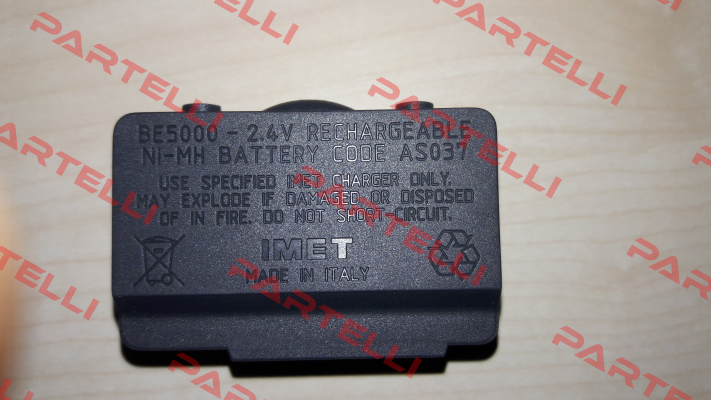 BE5000 - 2.4V RECHARGEABLE
NI-MH BATTERY CODE AS037
USE SPECIFIED IMET CHARGER ONLY.
MAY EXPLODE IF DAMAGED OR DISPOSED
OF IN FIRE. DO NOT SHORT-CIRCUIT.
IMET
MADE IN ITALY
PARTELLI
PARTELLI
PARTELLI
PARTELLI
PARTELLI
PARTELLI
PARTELLI